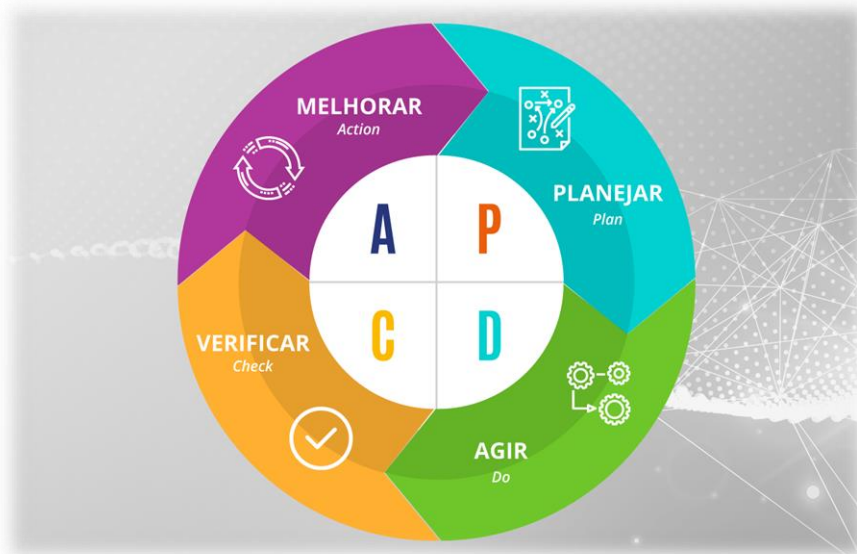 MELHORAR
Action
PLANEJAR
Plan
A P
C D
VERIFICAR
Check
AGIR
Do